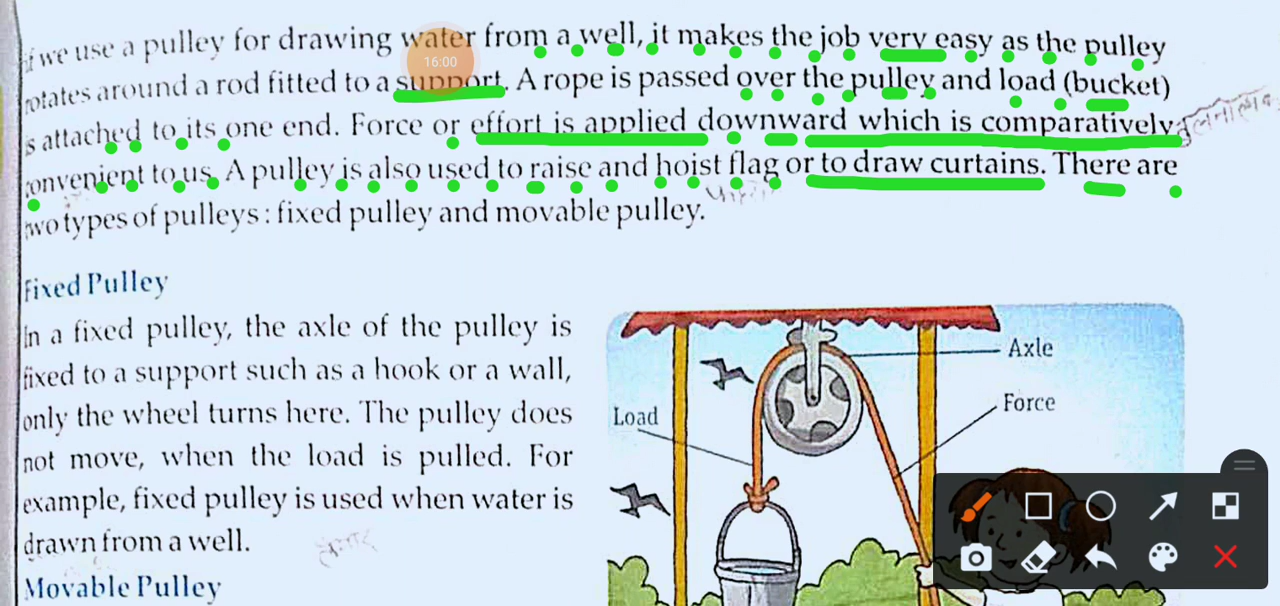 if we use a pulley for drawing water from a well, it makes the job very easy as the pulley
16:00
rotates around a rod fitted to a support. A rope is passed over the pulley and load (bucket)
is attached to its one end. Force or effort is applied downward which is comparatively
convenient to us. A pulley is also used to raise and hoist flag or to draw curtains. There are
two types of pulleys : fixed pulley and movable pulley.
Fixed Pulley
In a fixed pulley, the axle of the pulley is
fixed to a support such as a hook or a wall,
only the wheel turns here. The pulley does
not move, when the load is pulled. For
example, fixed pulley is used when water is
drawn from a well.
Movable Pulley
Axle
Force
Load